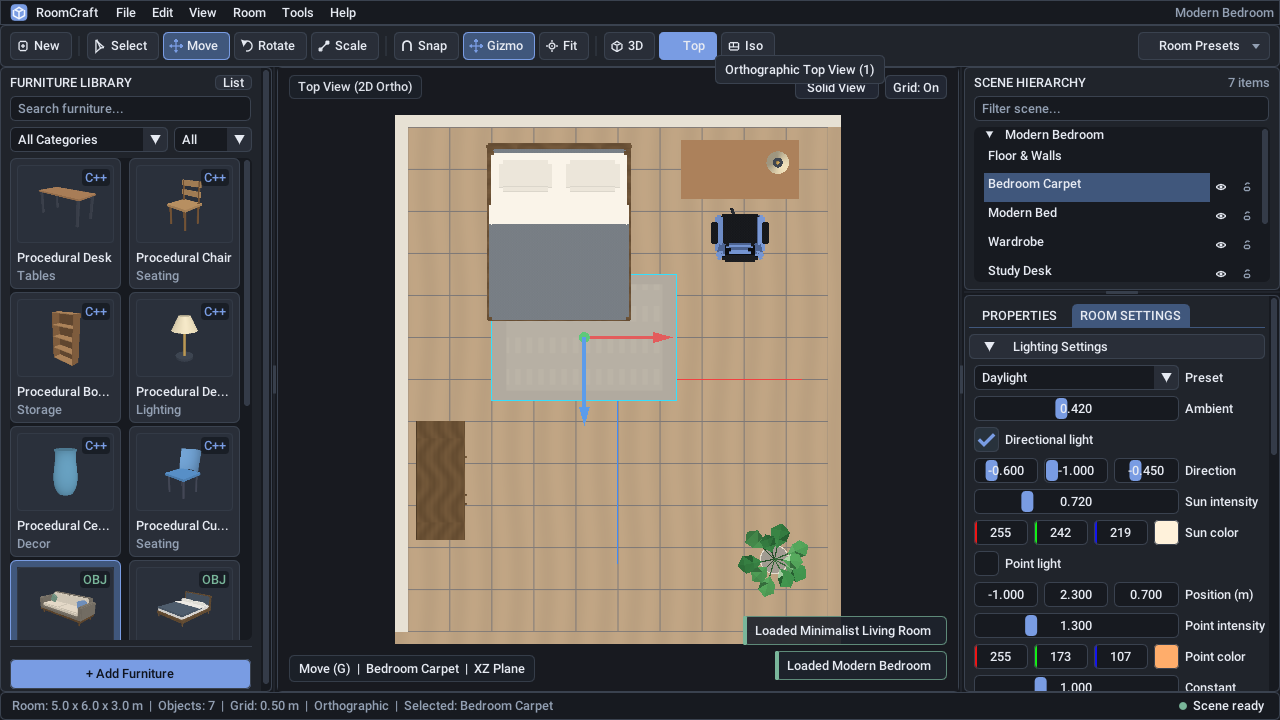 RoomCraft File Edit View Room Tools Help Modern Bedroom
New Select Move Rotate Scale Snap Gizmo Fit 3D Top Iso Room Presets
Orthographic Top View (1)
FURNITURE LIBRARY List
Search furniture...
All Categories All
C++ C++
Procedural Desk Procedural Chair
Tables Seating
C++ C++
Procedural Bo... Procedural De...
Storage Lighting
C++ C++
Procedural Ce... Procedural Cu...
Decor Seating
OBJ OBJ
+ Add Furniture
Top View (2D Ortho) Solid View Grid: On
Loaded Minimalist Living Room
Loaded Modern Bedroom
Move (G) | Bedroom Carpet | XZ Plane
SCENE HIERARCHY 7 items
Filter scene...
Modern Bedroom
Floor & Walls
Bedroom Carpet
Modern Bed
Wardrobe
Study Desk
PROPERTIES ROOM SETTINGS
Lighting Settings
Daylight Preset
0.420 Ambient
Directional light
-0.600 -1.000 -0.450 Direction
0.720 Sun intensity
255 242 219 Sun color
Point light
-1.000 2.300 0.700 Position (m)
1.300 Point intensity
255 173 107 Point color
1.000 Constant
Room: 5.0 x 6.0 x 3.0 m | Objects: 7 | Grid: 0.50 m | Orthographic | Selected: Bedroom Carpet Scene ready